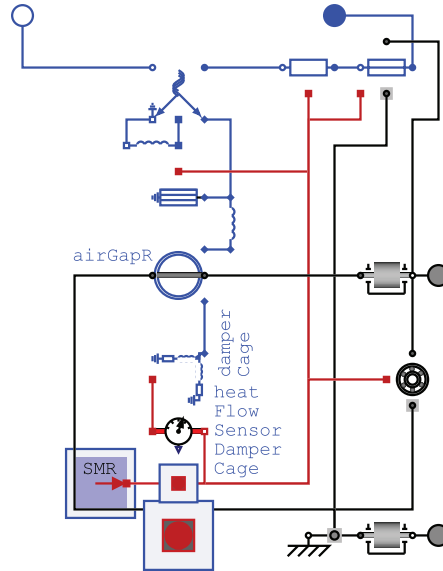 airGapR
damper
Cage
heat
Flow
Sensor
Damper
Cage
SMR